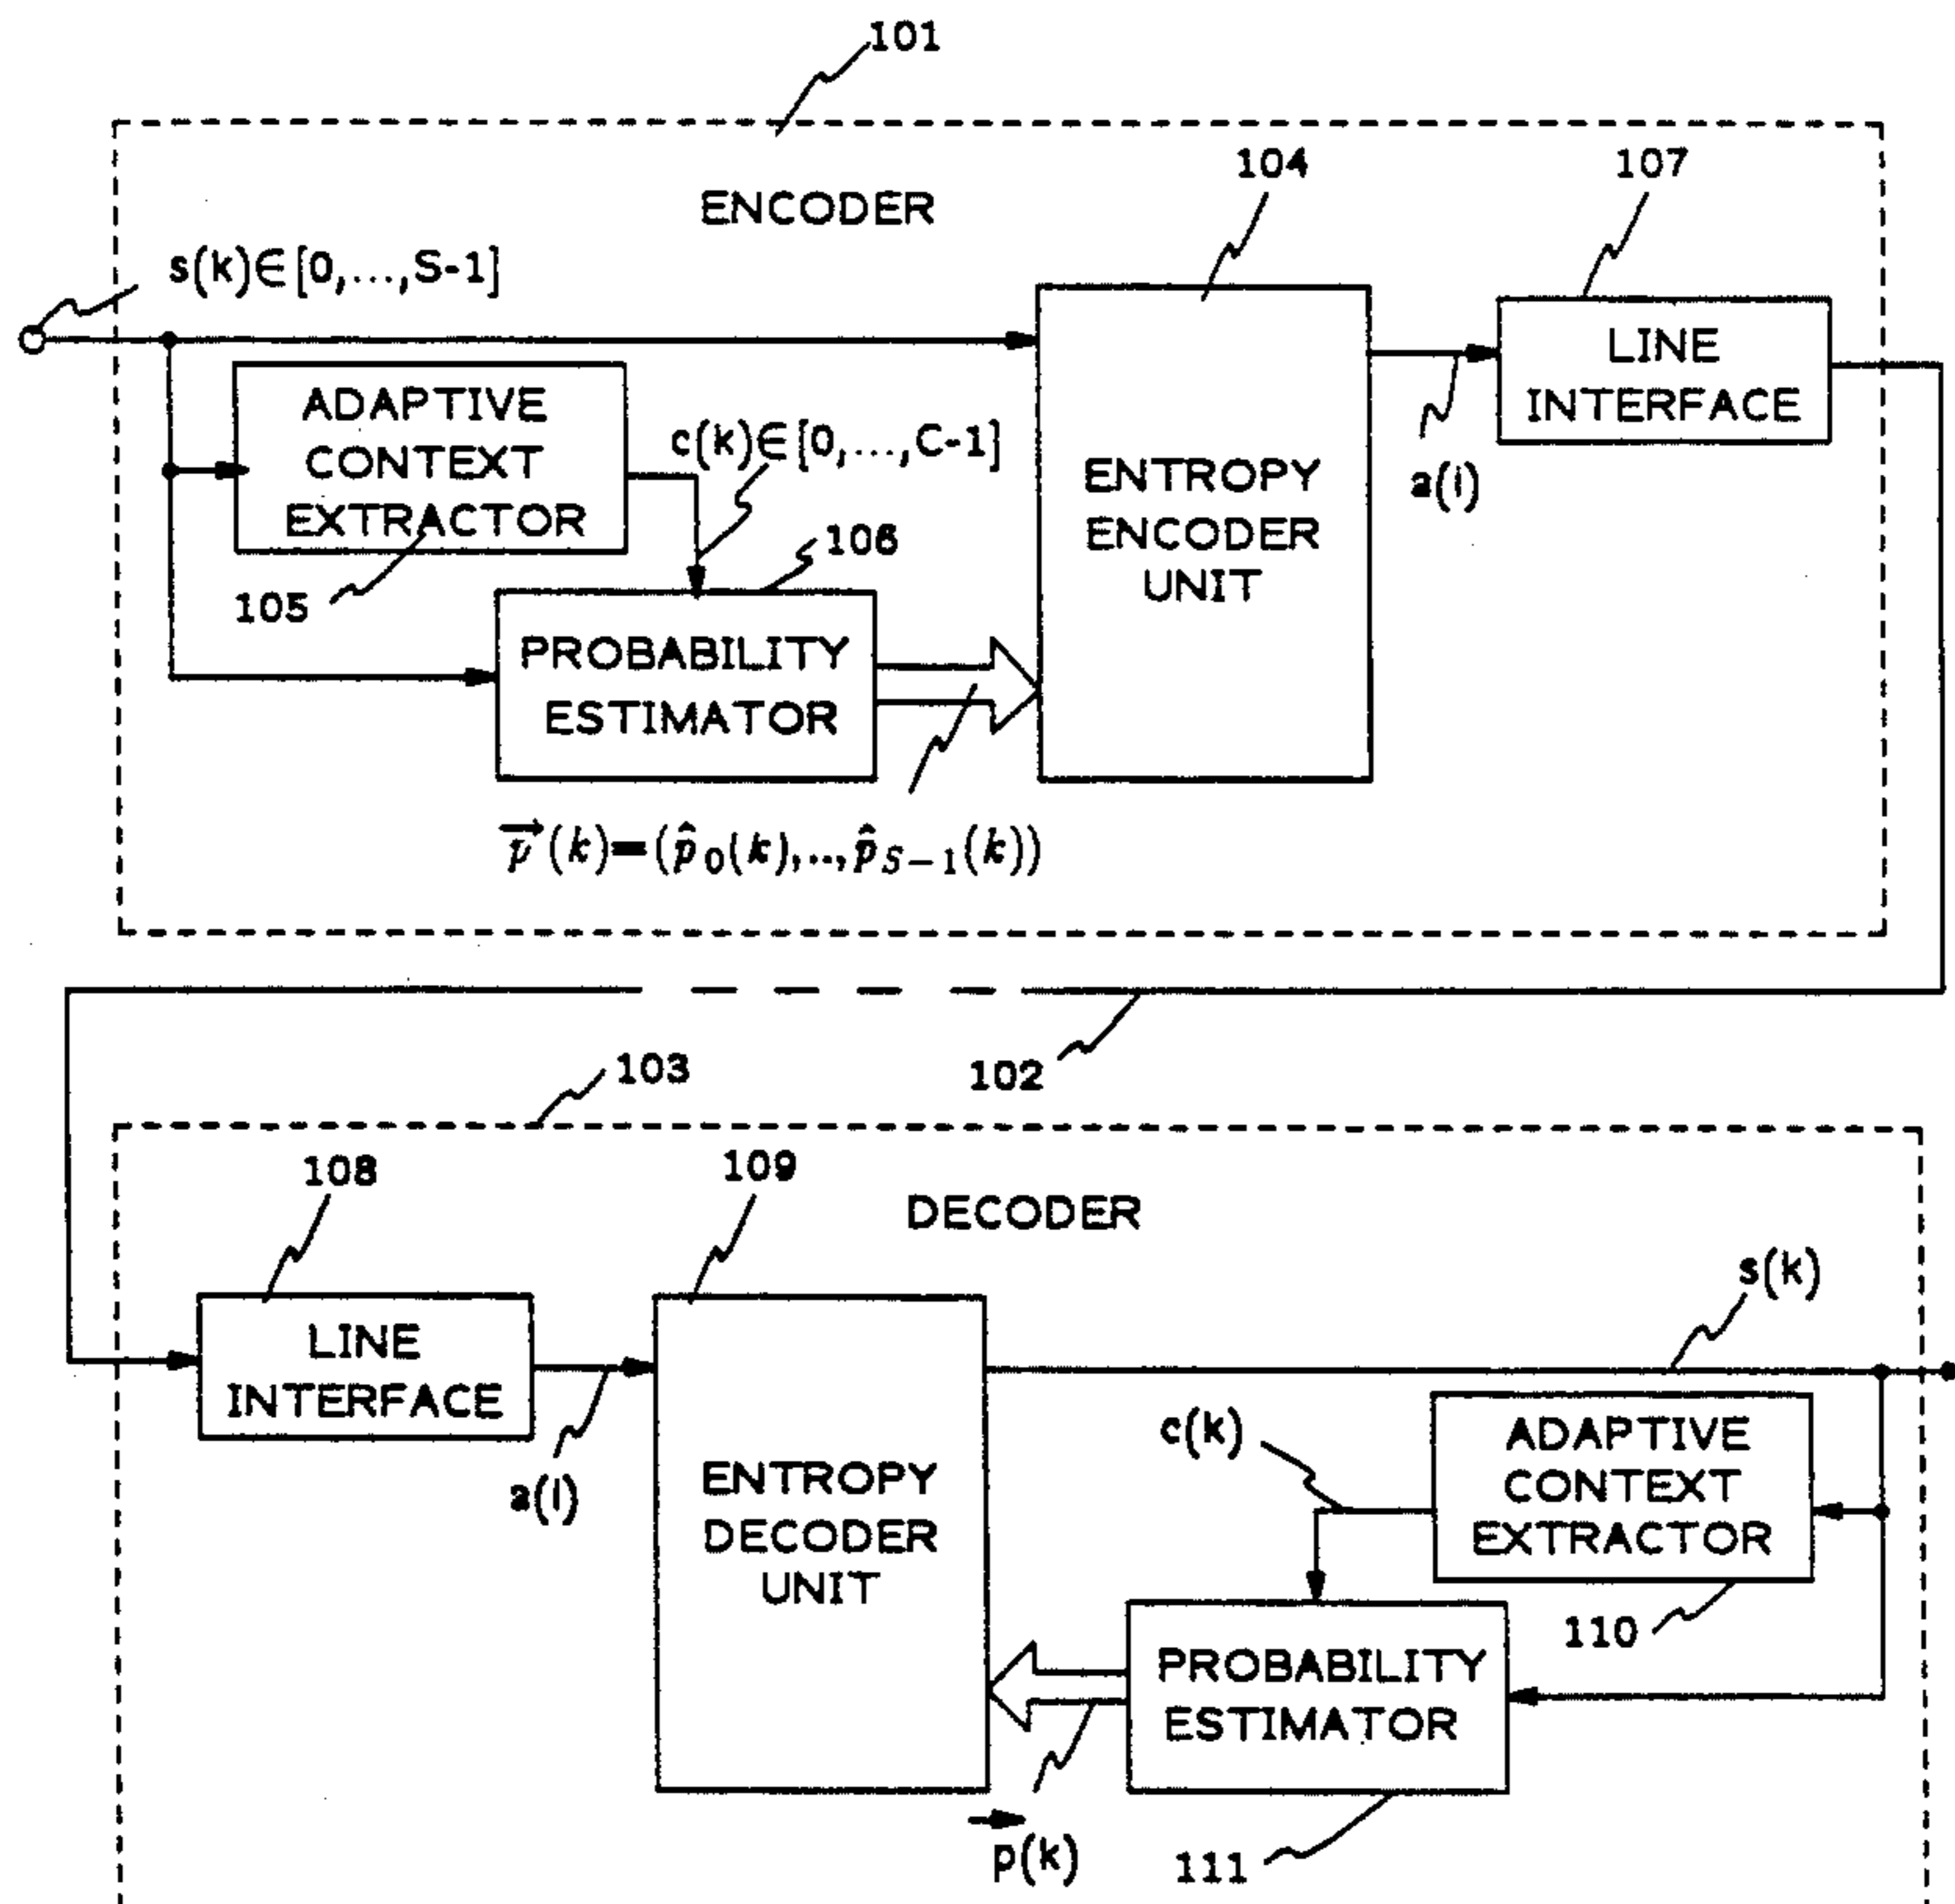 101
104
107
ENCODER
s(k)∈[0,...,S-1]
LINE
INTERFACE
ADAPTIVE
CONTEXT
EXTRACTOR
c(k)∈[0,...,C-1]
ENTROPY
ENCODER
UNIT
a(i)
106
105
PROBABILITY
ESTIMATOR
p⃗(k)=(p̂₀(k),..,p̂_{S-1}(k))
102
103
108
109
DECODER
s(k)
LINE
INTERFACE
a(i)
c(k)
ADAPTIVE
CONTEXT
EXTRACTOR
ENTROPY
DECODER
UNIT
110
PROBABILITY
ESTIMATOR
p⃗(k)
111